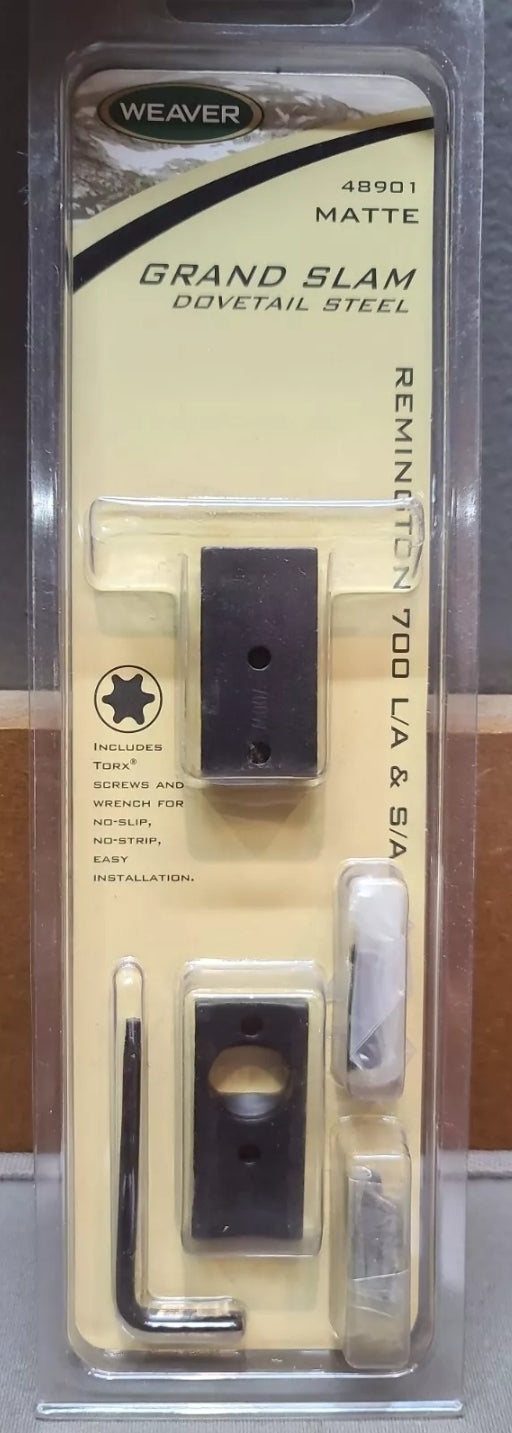 WEAVER
48901
MATTE
GRAND SLAM
DOVETAIL STEEL
REMINGTON 700 L/A & S/A
INCLUDES
TORX®
SCREWS AND
WRENCH FOR
NO-SLIP,
NO-STRIP,
EASY
INSTALLATION.